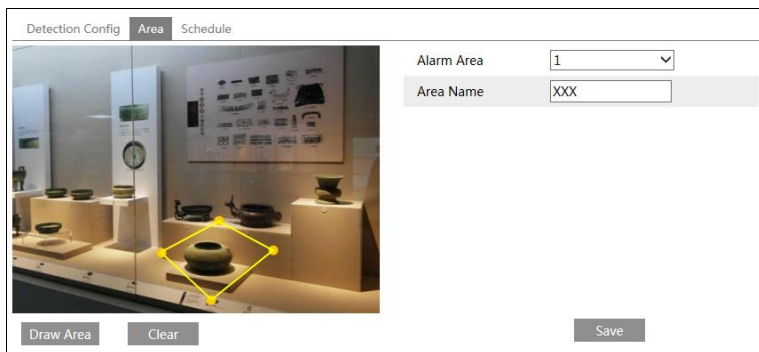 Detection Config Area Schedule
Alarm Area 1
Area Name XXX
Draw Area Clear Save